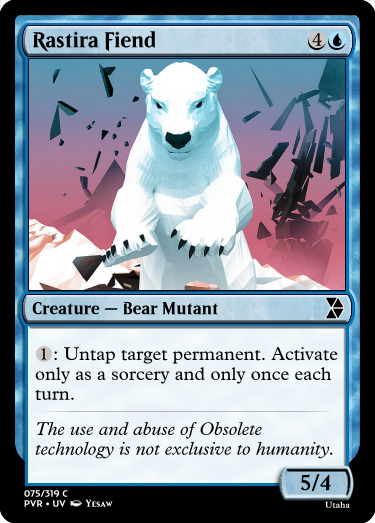 Rastira Fiend 4
Creature — Bear Mutant
1: Untap target permanent. Activate
only as a sorcery and only once each
turn.
The use and abuse of Obsolete
technology is not exclusive to humanity.
5/4
075/319 C
PVR • UV Yesaw
Utaha